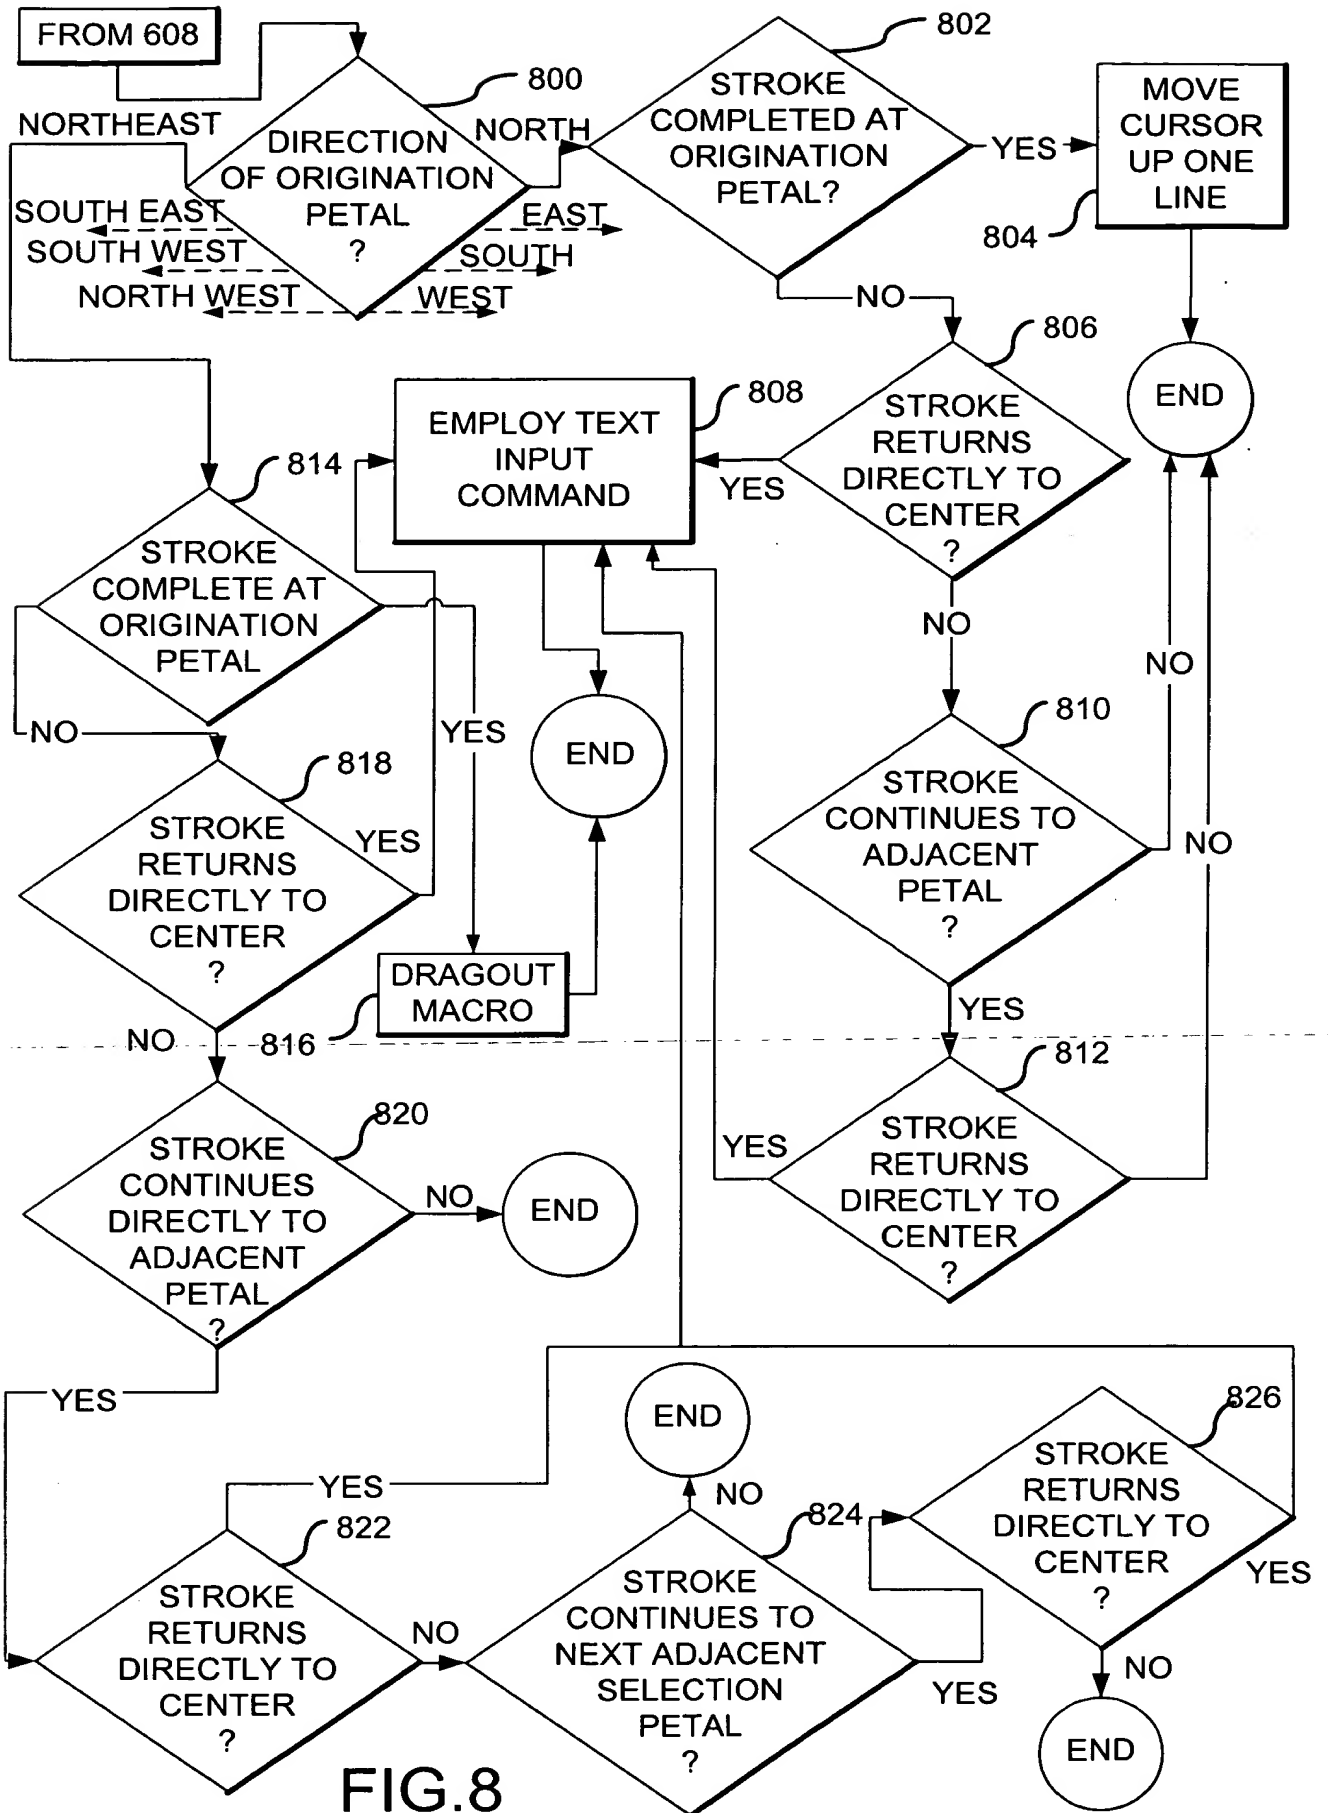 FROM 608
800
NORTHEAST
DIRECTION
OF ORIGINATION
PETAL
?
NORTH
SOUTH EAST
SOUTH WEST
NORTH WEST
EAST
SOUTH
WEST
802
STROKE
COMPLETED AT
ORIGINATION
PETAL?
YES
NO
MOVE
CURSOR
UP ONE
LINE
804
END
806
STROKE
RETURNS
DIRECTLY TO
CENTER
?
YES
NO
808
EMPLOY TEXT
INPUT
COMMAND
END
814
STROKE
COMPLETE AT
ORIGINATION
PETAL
NO
YES
810
STROKE
CONTINUES TO
ADJACENT
PETAL
?
NO
YES
818
STROKE
RETURNS
DIRECTLY TO
CENTER
?
YES
NO
DRAGOUT
MACRO
816
812
STROKE
RETURNS
DIRECTLY TO
CENTER
?
YES
NO
820
STROKE
CONTINUES
DIRECTLY TO
ADJACENT
PETAL
?
NO
END
YES
822
STROKE
RETURNS
DIRECTLY TO
CENTER
?
YES
NO
824
STROKE
CONTINUES TO
NEXT ADJACENT
SELECTION
PETAL
?
NO
END
YES
826
STROKE
RETURNS
DIRECTLY TO
CENTER
?
YES
NO
END
FIG.8